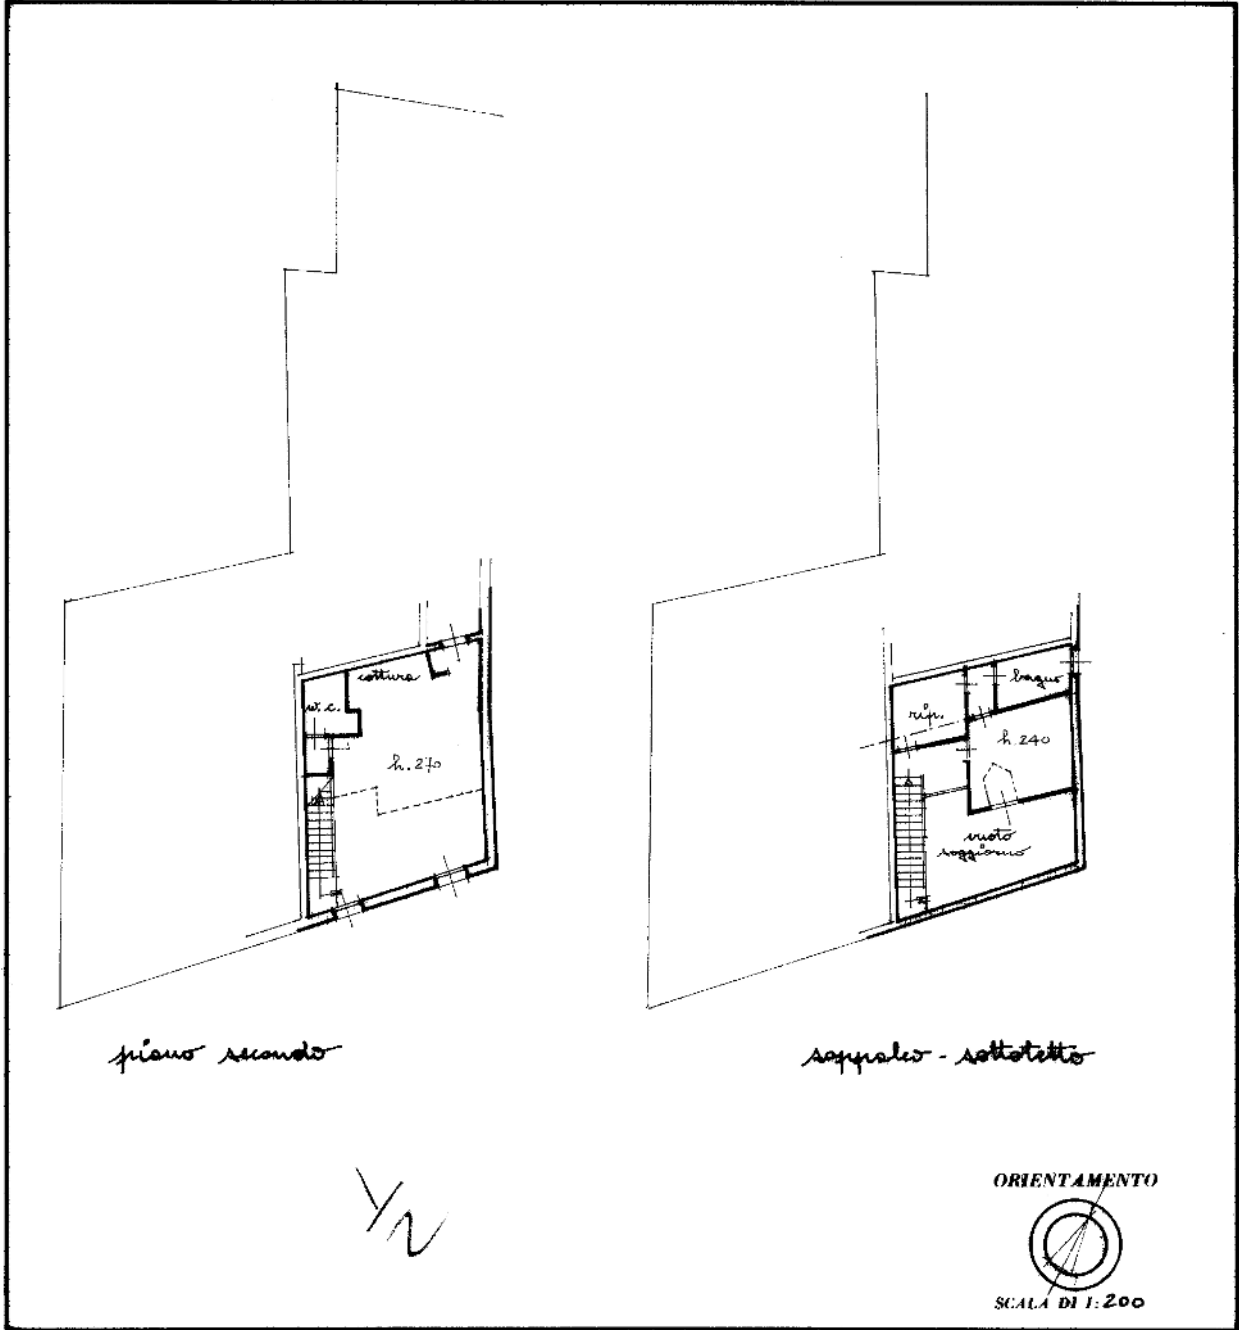 cottura
w.c.
h. 270
piano secondo
bagno
rip.
h. 240
vuoto
soggiorno
soppalco - sottotetto
ORIENTAMENTO
SCALA DI 1: 200